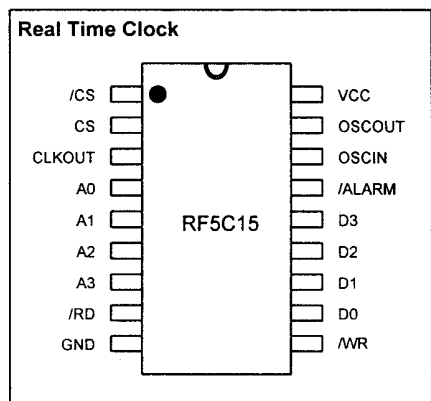 Real Time Clock
/CS
VCC
CS
OSCOUT
CLKOUT
OSCIN
A0
/ALARM
A1
D3
RF5C15
A2
D2
A3
D1
/RD
D0
GND
/WR